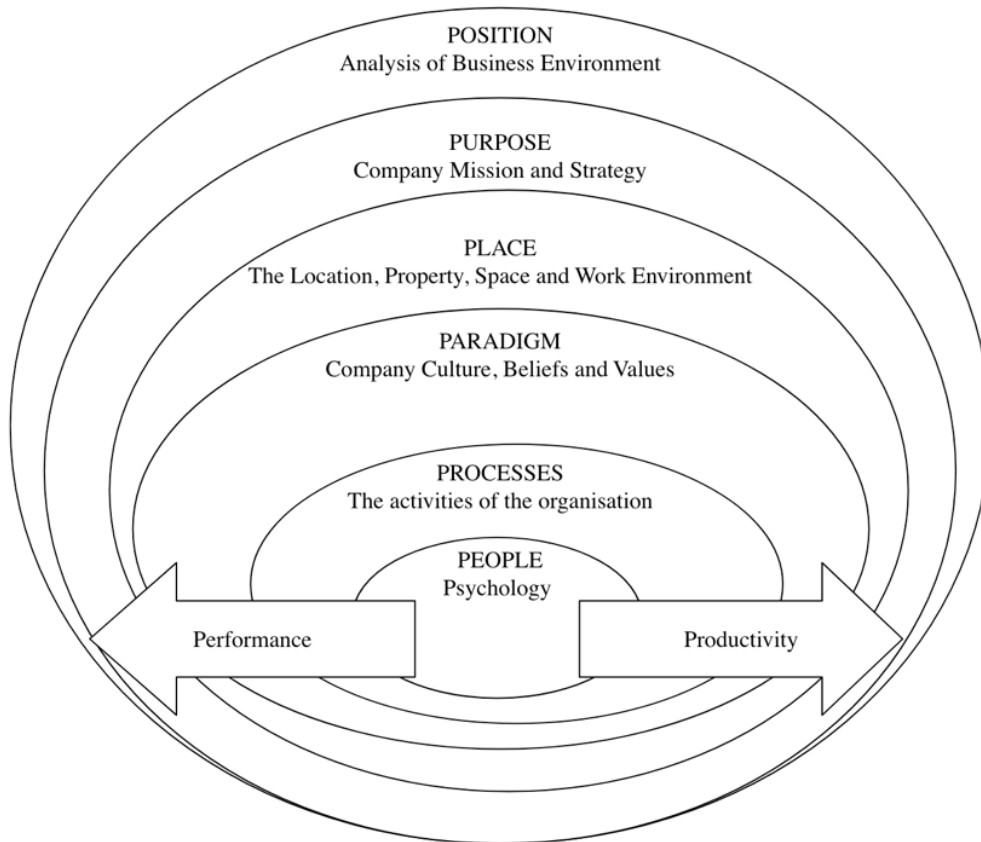 POSITION
Analysis of Business Environment
PURPOSE
Company Mission and Strategy
PLACE
The Location, Property, Space and Work Environment
PARADIGM
Company Culture, Beliefs and Values
PROCESSES
The activities of the organisation
PEOPLE
Psychology
Performance
Productivity